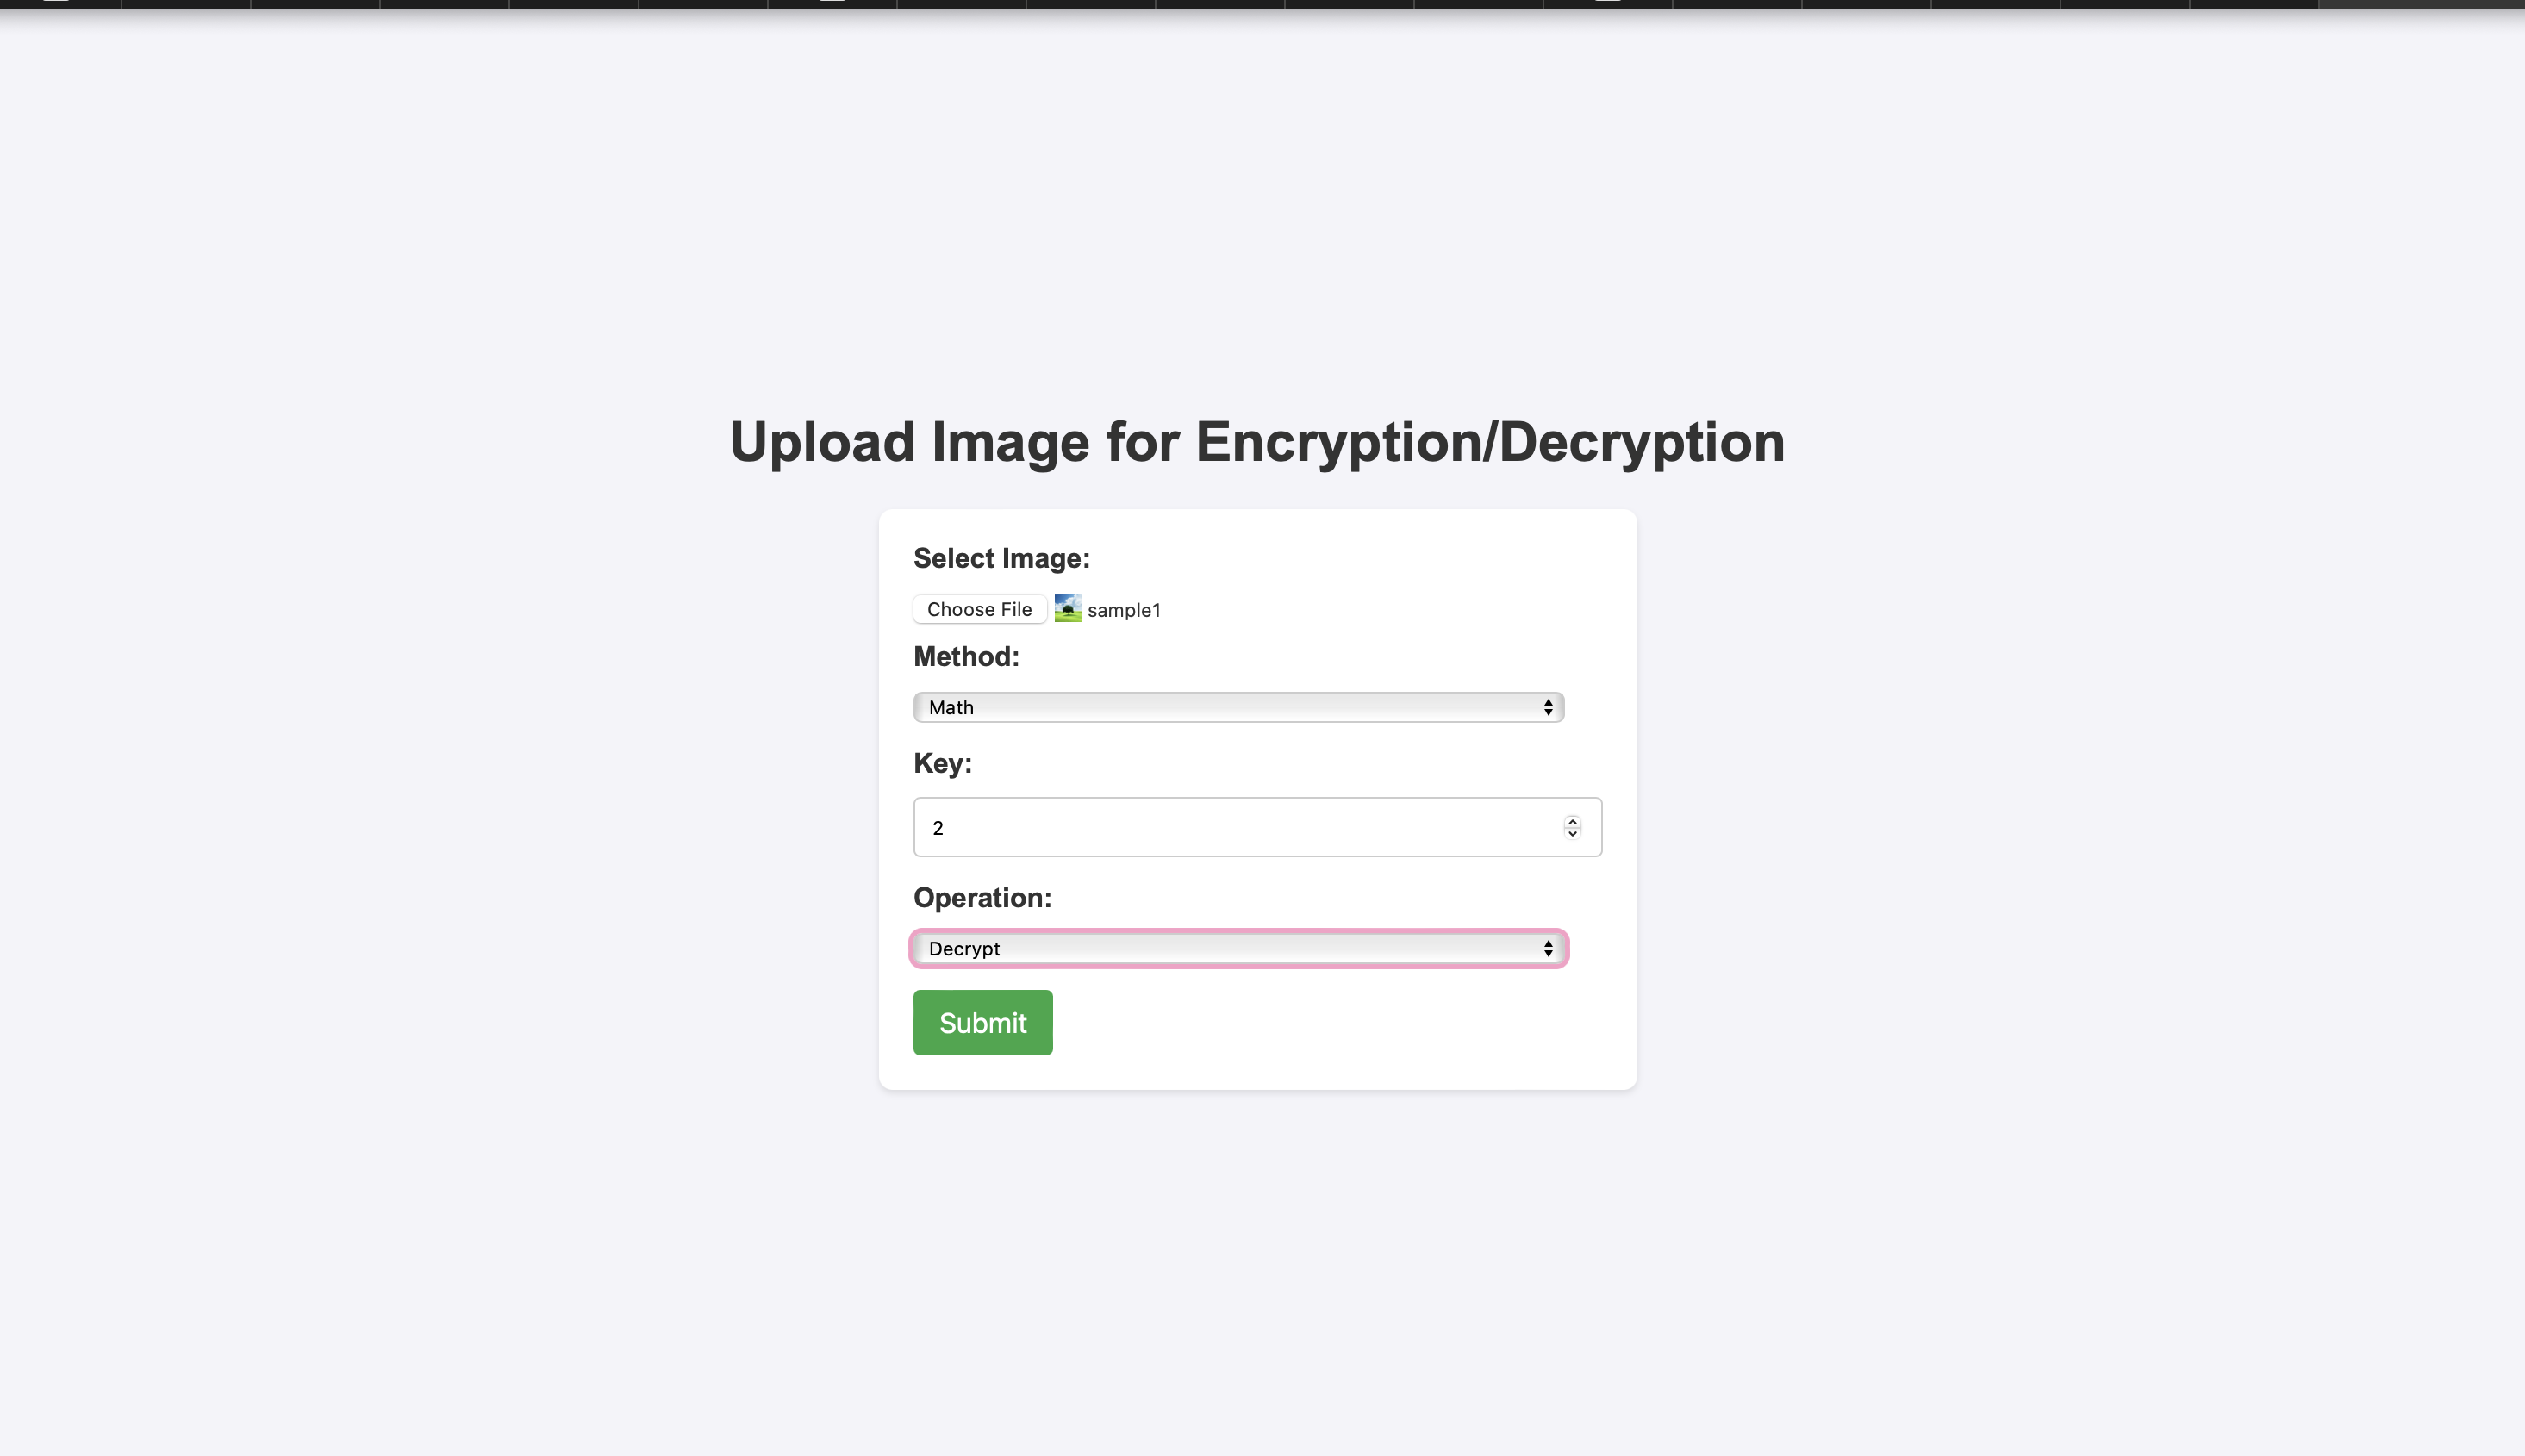 Upload Image for Encryption/Decryption
Select Image:
Choose File sample1
Method:
Math
Key:
2
Operation:
Decrypt
Submit